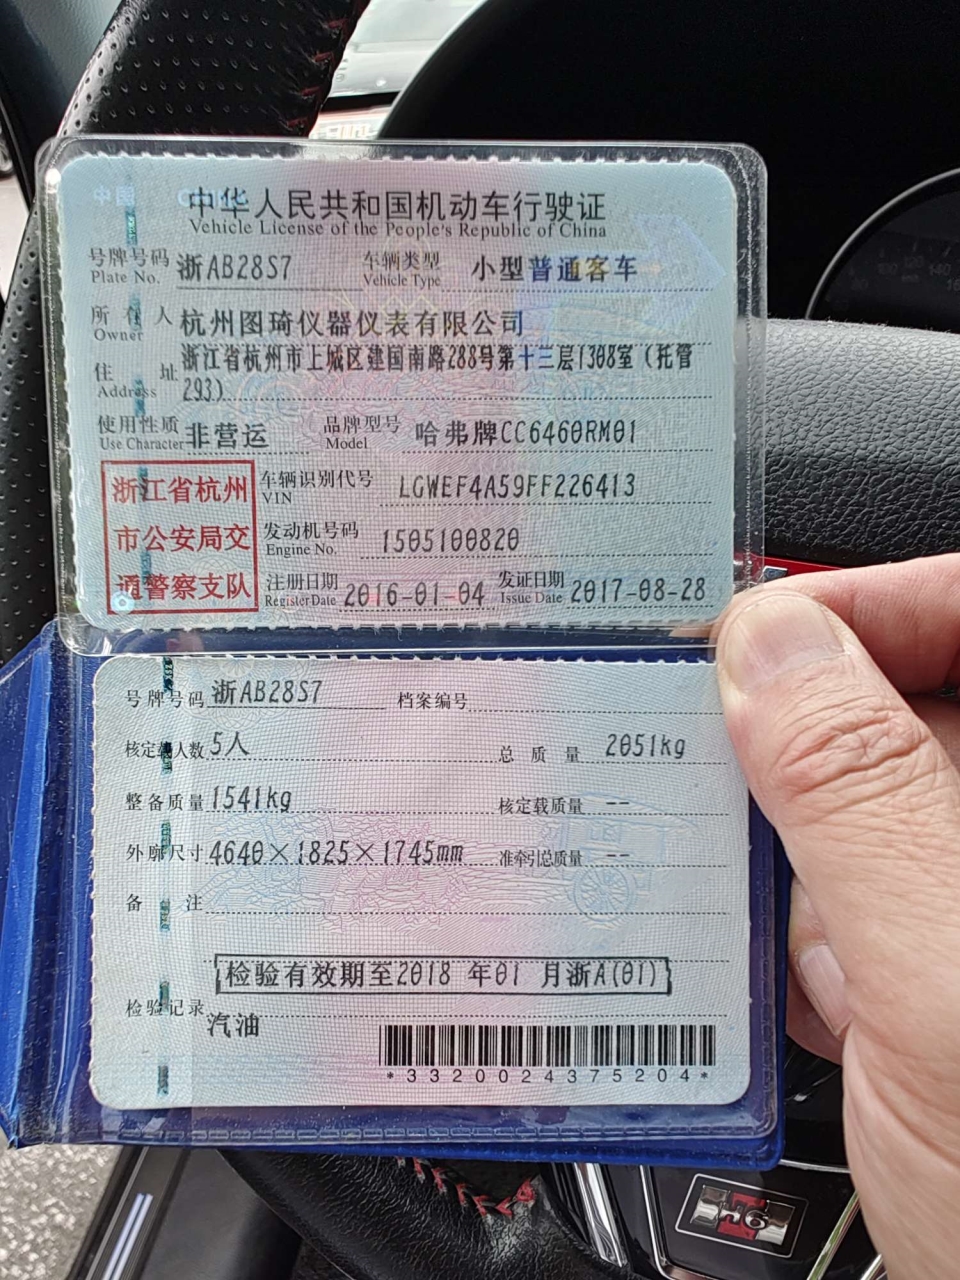 中华人民共和国机动车行驶证
Vehicle License of the People's Republic of China
号牌号码 浙AB28S7 车辆类型 小型普通客车
Plate No. Vehicle Type
所有人 杭州图琦仪器仪表有限公司
Owner
浙江省杭州市上城区建国南路288号第十三层1308室（托管
住址 293)
Address
使用性质 非营运 品牌型号 哈弗牌CC6460RM01
Use Character Model
浙江省杭州 车辆识别代号 LGWEF4A59FF226413
VIN
市公安局交 发动机号码 1505100820
Engine No.
通警察支队 注册日期 2016-01-04 发证日期 2017-08-28
Register Date Issue Date
号牌号码 浙AB28S7 档案编号
核定载人数 5人 总质量 2051kg
整备质量 1541kg 核定载质量 --
外廓尺寸 4640×1825×1745mm 准牵引总质量 --
备注
检验有效期至2018 年01 月浙A(01)
检验记录
汽油
*3320024375204*
H6